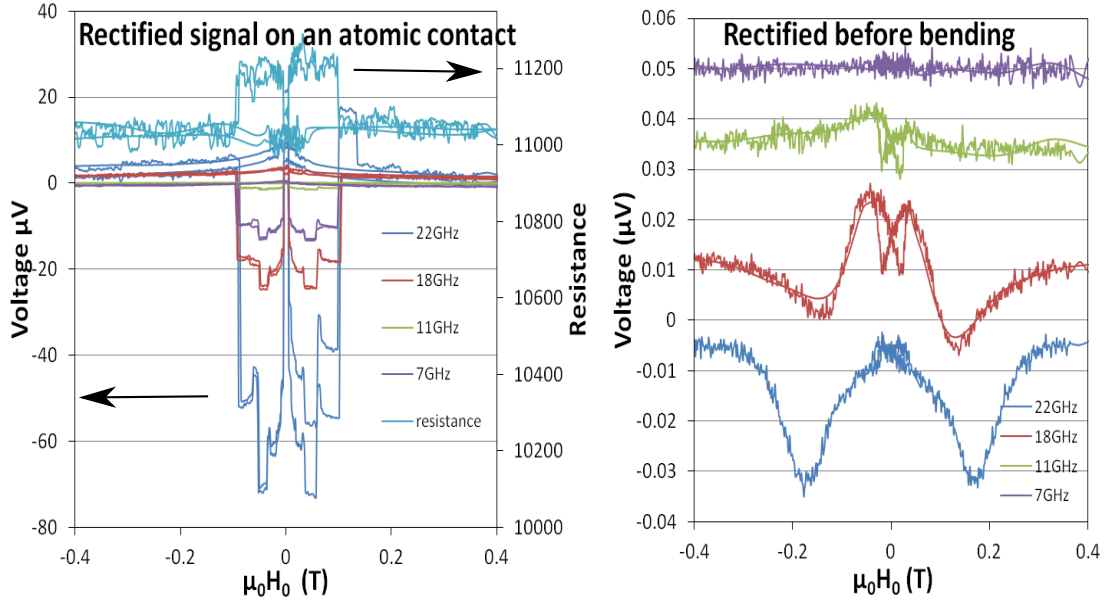 Rectified signal on an atomic contact
40
20
0
-20
-40
-60
-80
Voltage µV
-0.4
-0.2
0
0.2
0.4
µ0H0 (T)
11200
11000
10800
10600
10400
10200
10000
Resistance
22GHz
18GHz
11GHz
7GHz
resistance
Rectified before bending
0.06
0.05
0.04
0.03
0.02
0.01
0
-0.01
-0.02
-0.03
-0.04
Voltage (µV)
-0.4
-0.2
0
0.2
0.4
µ0H0 (T)
22GHz
18GHz
11GHz
7GHz